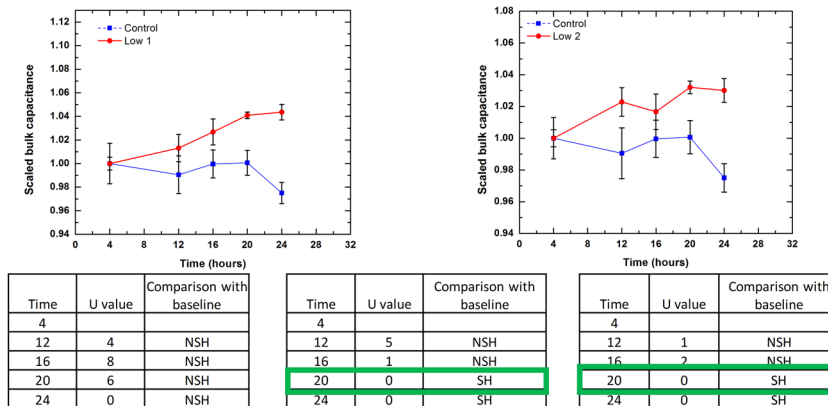 Control
Low 1
1.12
1.10
1.08
1.06
1.04
1.02
1.00
0.98
0.96
0.94
Scaled bulk capacitance
0 4 8 12 16 20 24 28 32
Time (hours)
Control
Low 2
1.08
1.06
1.04
1.02
1.00
0.98
0.96
0.94
Scaled bulk capacitance
0 4 8 12 16 20 24 28 32
Time (hours)
Time U value Comparison with baseline
4
12 4 NSH
16 8 NSH
20 6 NSH
24 0 NSH
Time U value Comparison with baseline
4
12 5 NSH
16 1 NSH
20 0 SH
24 0 SH
Time U value Comparison with baseline
4
12 1 NSH
16 2 NSH
20 0 SH
24 0 SH